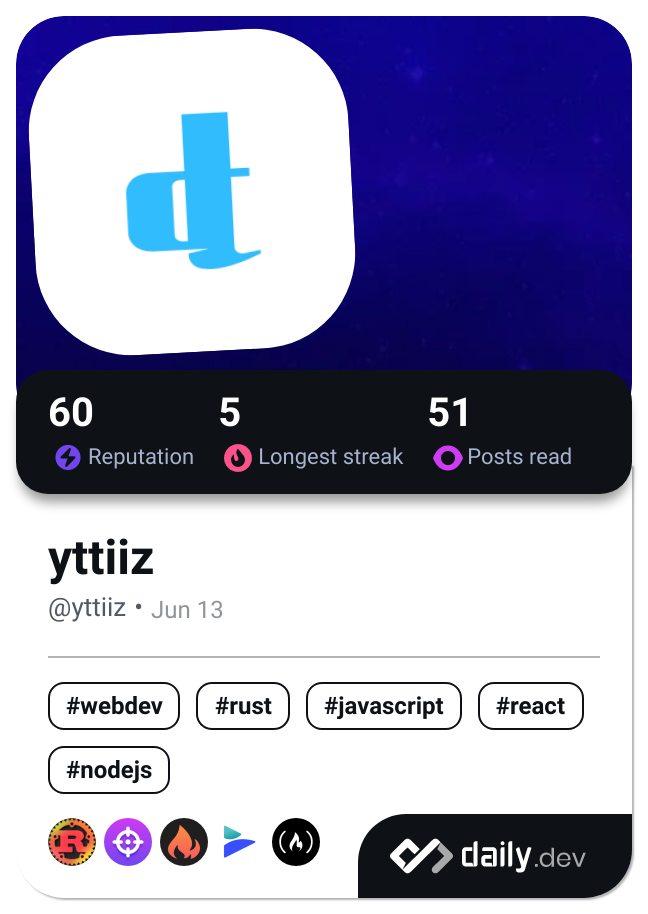 60 5 51
Reputation Longest streak Posts read
yttiiz
@yttiiz • Jun 13
#webdev #rust #javascript #react
#nodejs
R
daily.dev